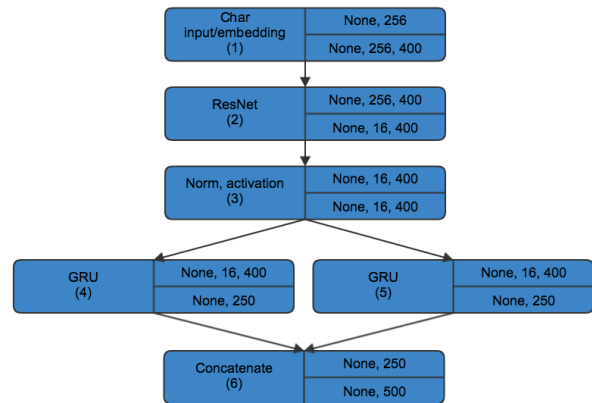 Char
input/embedding
(1)
None, 256
None, 256, 400
ResNet
(2)
None, 256, 400
None, 16, 400
Norm, activation
(3)
None, 16, 400
None, 16, 400
GRU
(4)
None, 16, 400
None, 250
GRU
(5)
None, 16, 400
None, 250
Concatenate
(6)
None, 250
None, 500